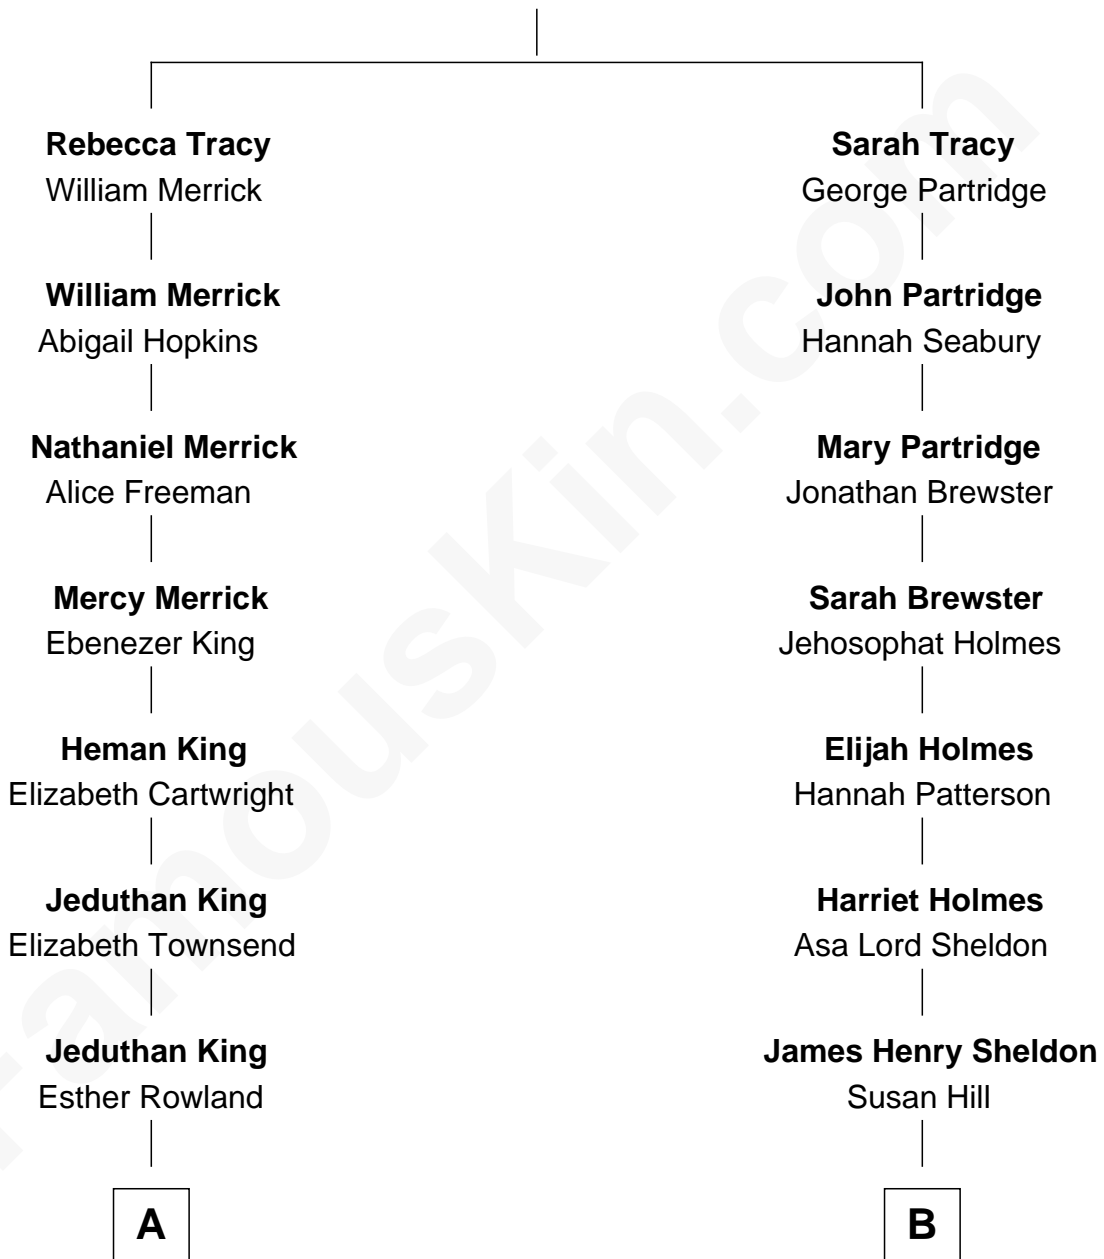 Rebecca Tracy
William Merrick
William Merrick
Abigail Hopkins
Nathaniel Merrick
Alice Freeman
Mercy Merrick
Ebenezer King
Heman King
Elizabeth Cartwright
Jeduthan King
Elizabeth Townsend
Jeduthan King
Esther Rowland
A
Sarah Tracy
George Partridge
John Partridge
Hannah Seabury
Mary Partridge
Jonathan Brewster
Sarah Brewster
Jehosophat Holmes
Elijah Holmes
Hannah Patterson
Harriet Holmes
Asa Lord Sheldon
James Henry Sheldon
Susan Hill
B
FamousKin.com